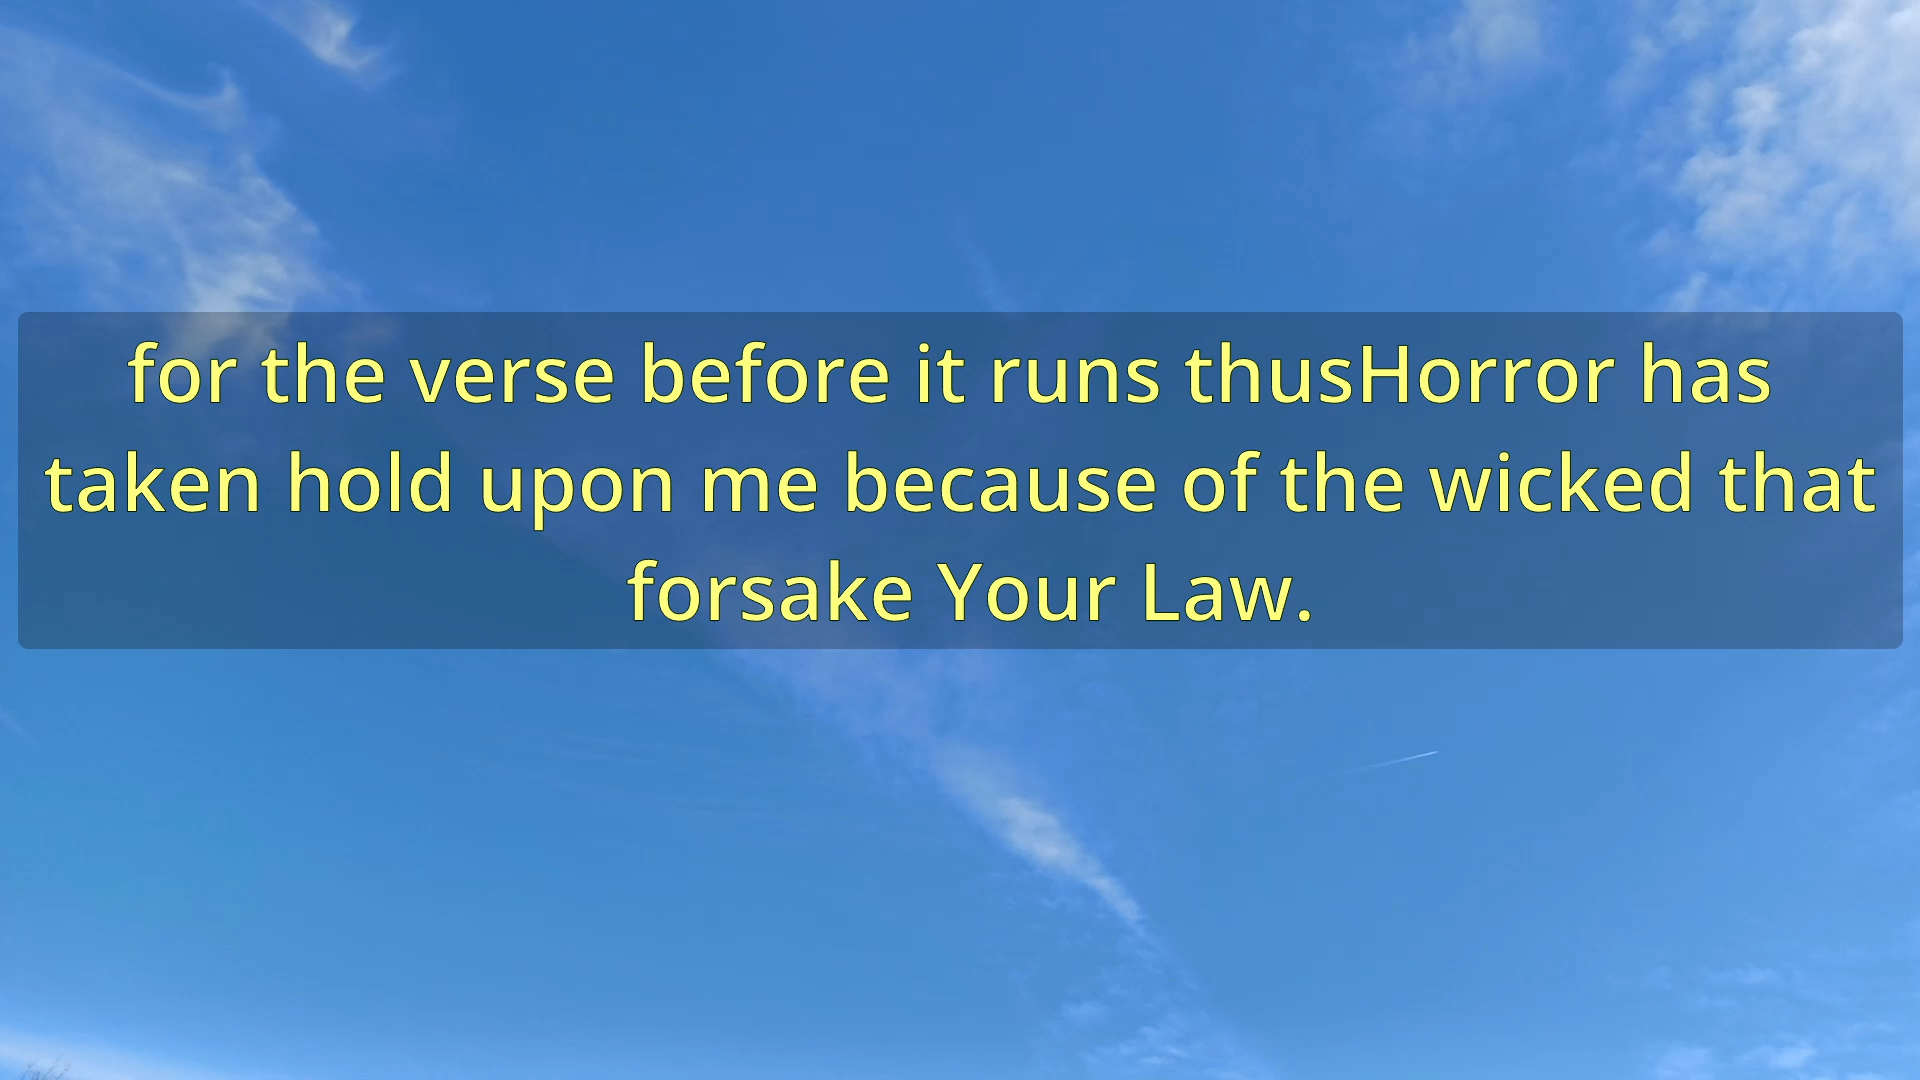 for the verse before it runs thusHorror has
taken hold upon me because of the wicked that
forsake Your Law.